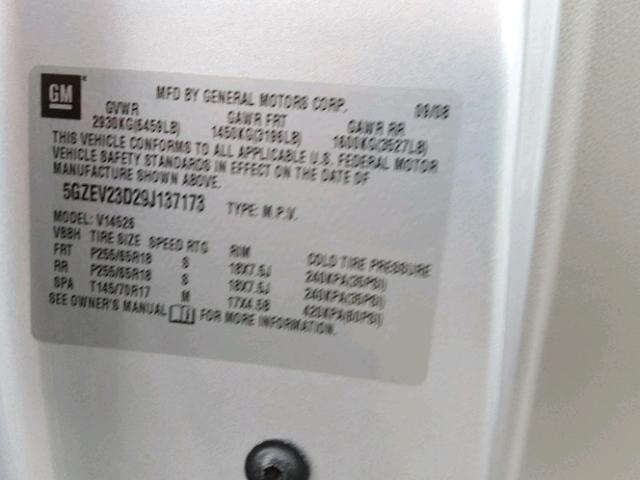 GM MFD BY GENERAL MOTORS CORP. 09/08
GVWR GAWR FRT GAWR RR
2930KG(6459LB) 1450KG(3196LB) 1600KG(3527LB)
THIS VEHICLE CONFORMS TO ALL APPLICABLE U.S. FEDERAL MOTOR
VEHICLE SAFETY STANDARDS IN EFFECT ON THE DATE OF
MANUFACTURE SHOWN ABOVE.
5GZEV23D29J137173 TYPE: M.P.V.
MODEL: V14526
VBBH TIRE SIZE SPEED RTG RIM COLD TIRE PRESSURE
FRT P255/65R18 S 18X7.5J 240KPA(35PSI)
RR P255/65R18 S 18X7.5J 240KPA(35PSI)
SPA T145/70R17 M 17X4.5B 420KPA(60PSI)
SEE OWNER'S MANUAL FOR MORE INFORMATION.